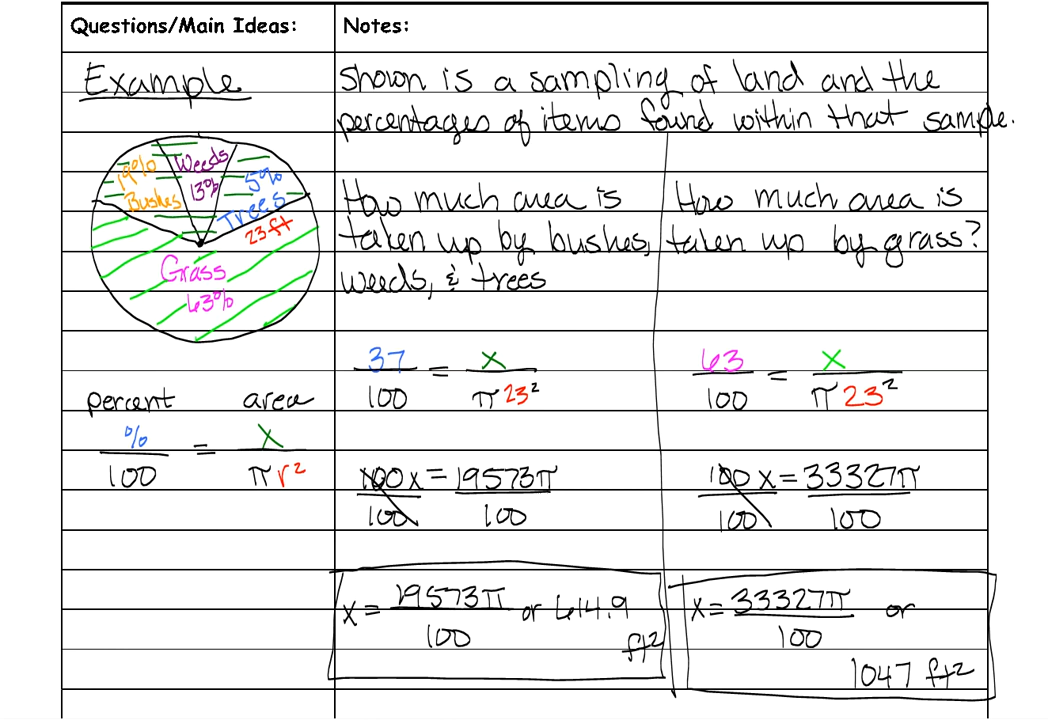 Questions/Main Ideas:
Notes:
Example
Shown is a sampling of land and the
percentages of items found within that sample.
19%
Bushes
Weeds
13%
5%
Trees
23 ft
Grass
63%
percent area
% / 100 = x / πr²
How much area is
taken up by bushes,
weeds, & trees
37 / 100 = x / π23²
100x / 100 = 19573π / 100
x = 19573π / 100 or 614.9
ft²
How much area is
taken up by grass?
63 / 100 = x / π23²
100x / 100 = 33327π / 100
x = 33327π / 100 or
1047 ft²